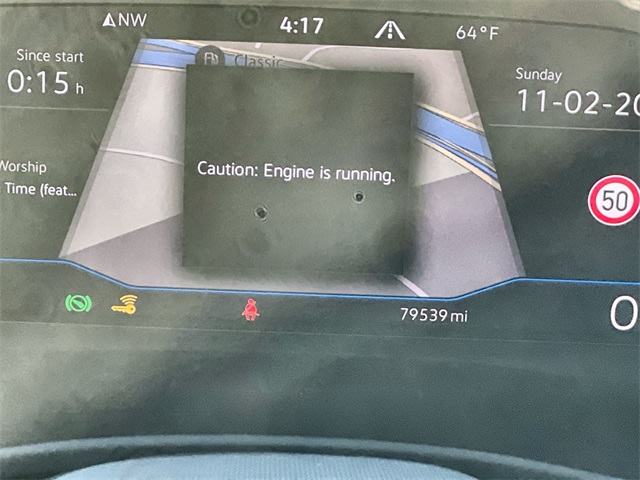 NW
4:17
64°F
Since start
0:15 h
Classic
Sunday
11-02-20
Worship
Time (feat...
Caution: Engine is running.
50
79539 mi
0